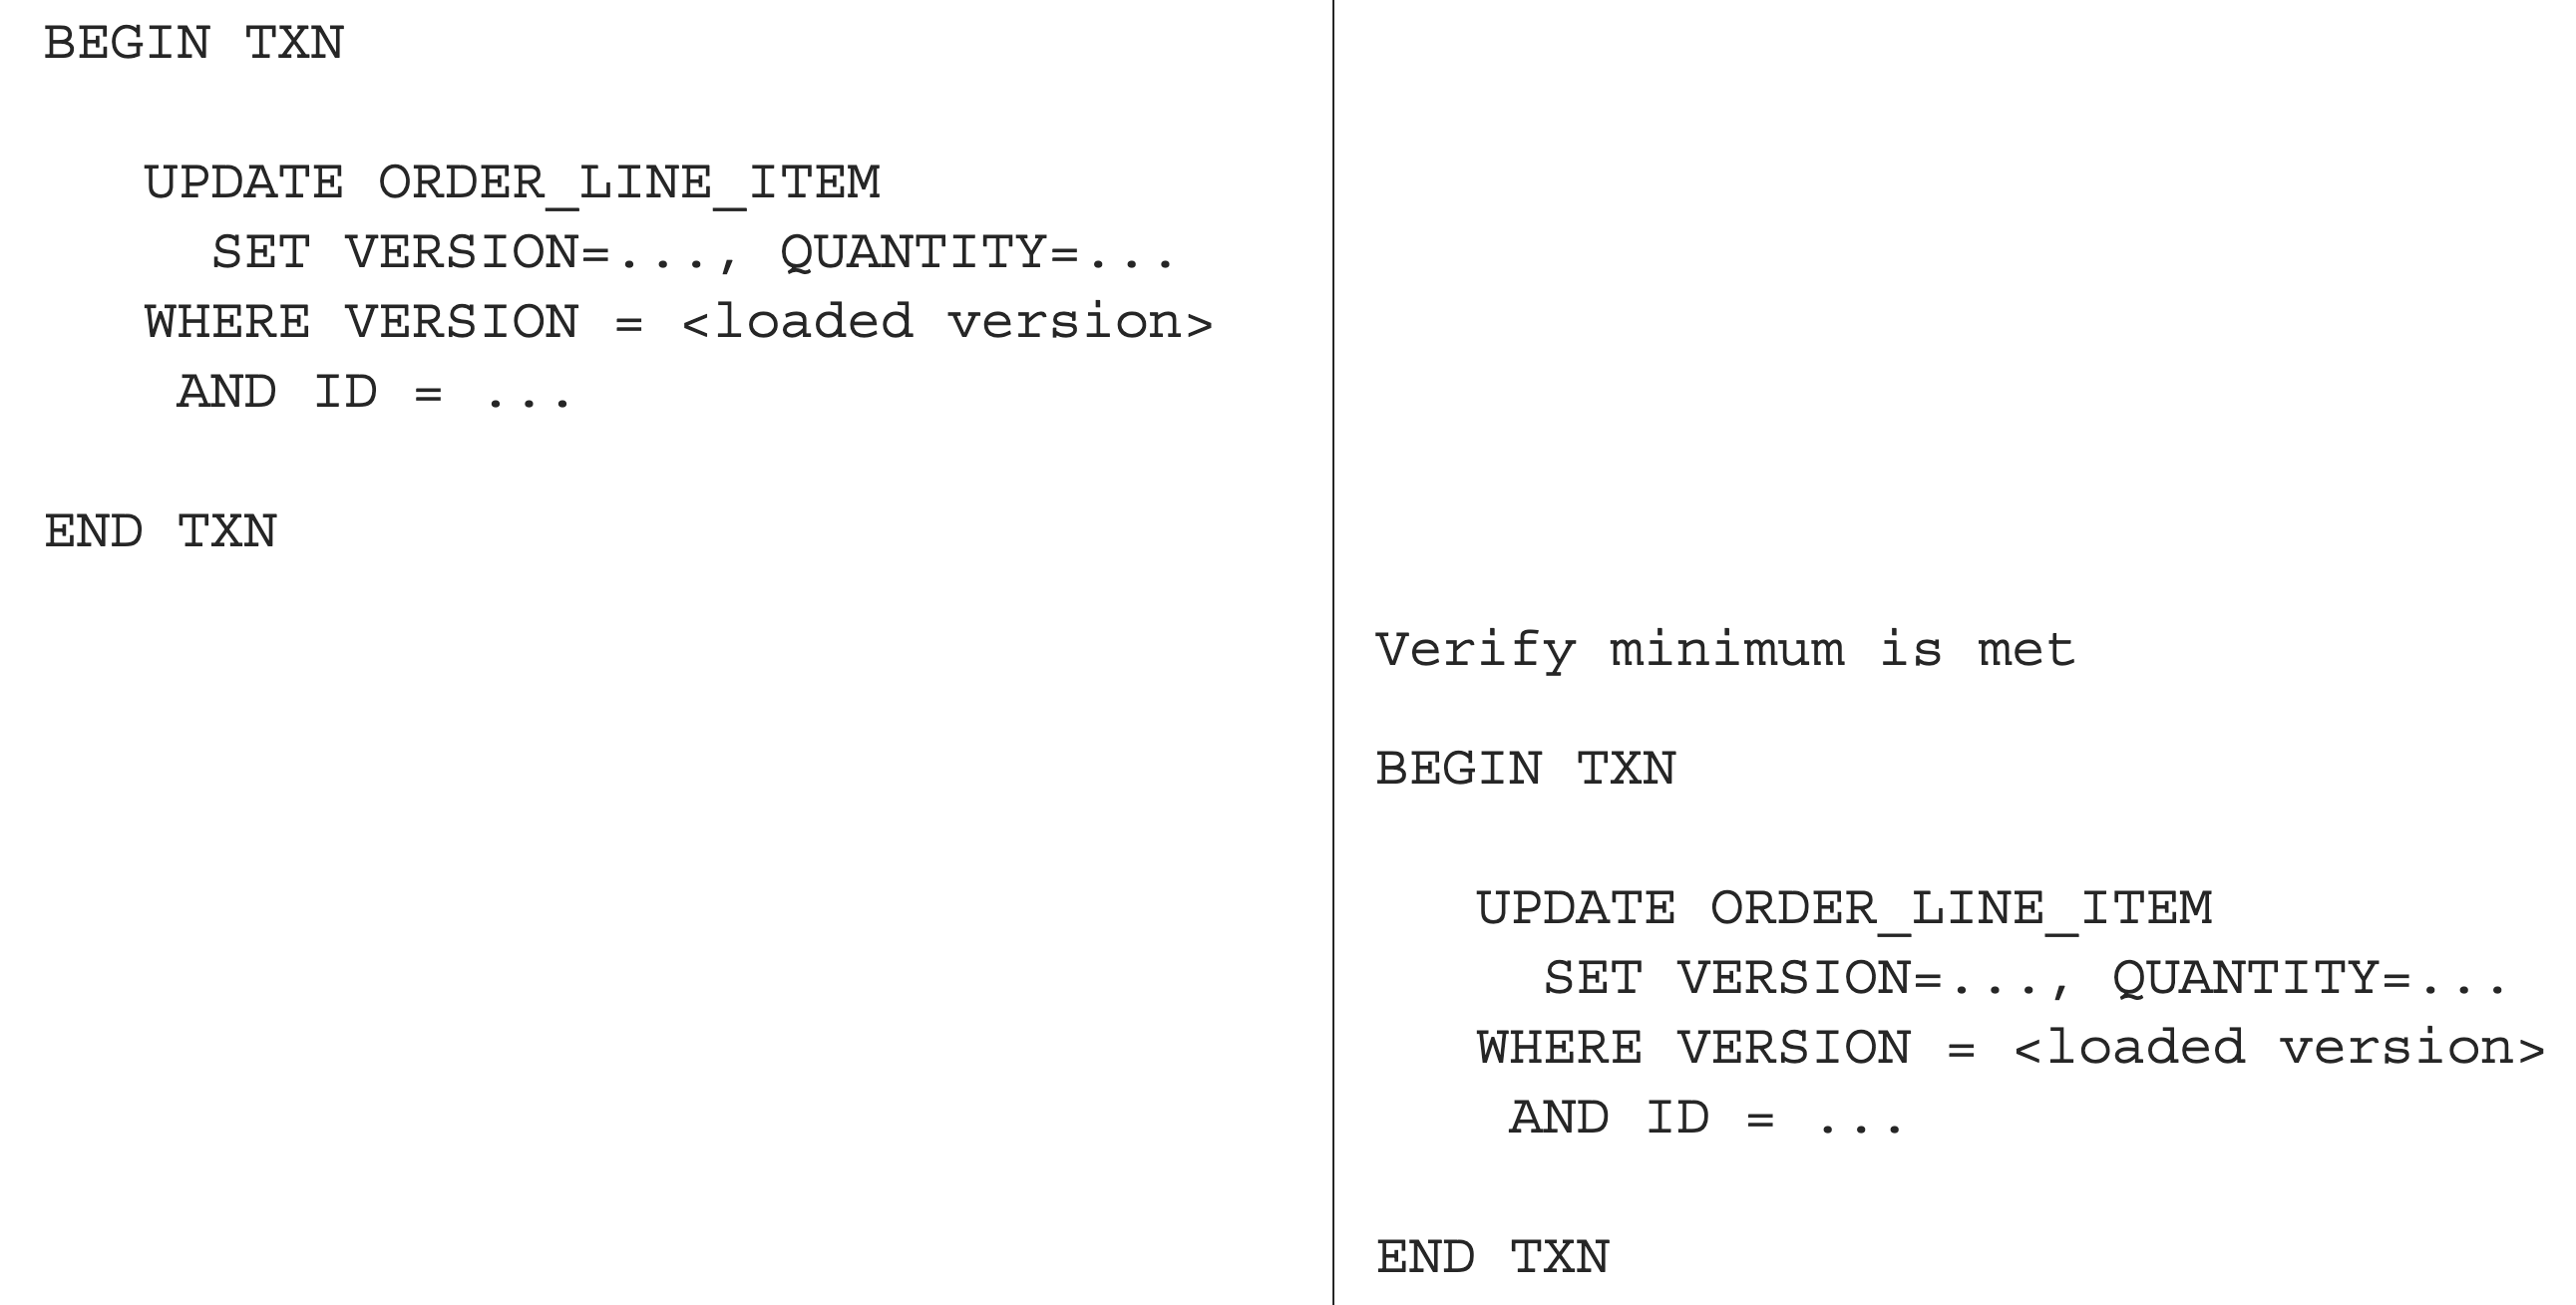 BEGIN TXN
UPDATE ORDER_LINE_ITEM
SET VERSION=..., QUANTITY=...
WHERE VERSION = <loaded version>
AND ID = ...
END TXN
Verify minimum is met
BEGIN TXN
UPDATE ORDER_LINE_ITEM
SET VERSION=..., QUANTITY=...
WHERE VERSION = <loaded version>
AND ID = ...
END TXN